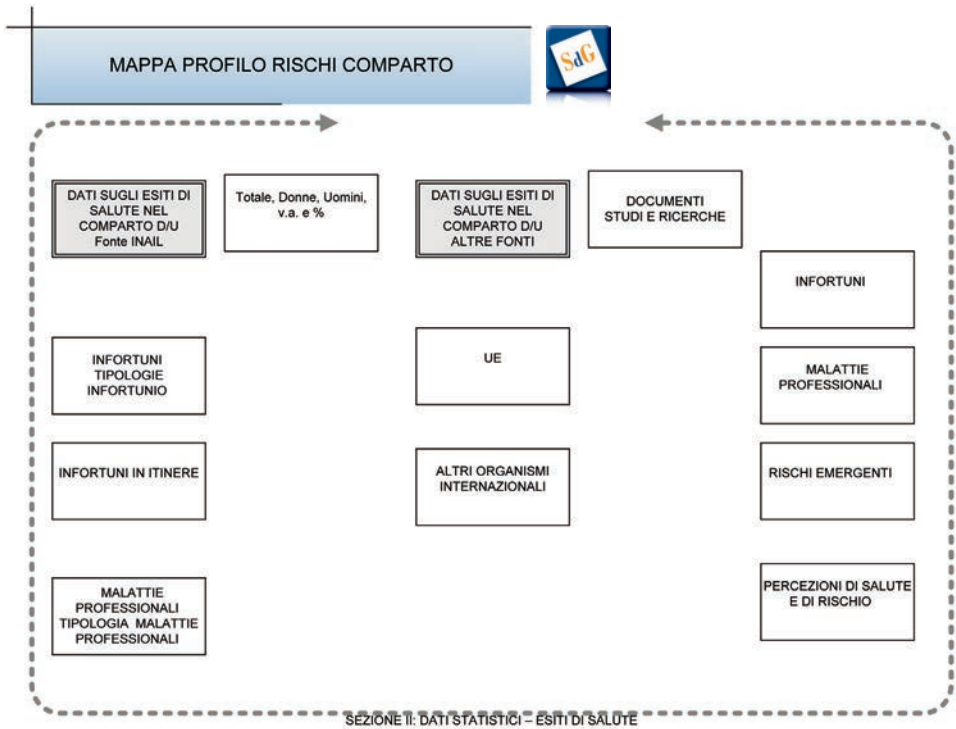 MAPPA PROFILO RISCHI COMPARTO
SdG
DATI SUGLI ESITI DI
SALUTE NEL
COMPARTO D/U
Fonte INAIL
Totale, Donne, Uomini,
v.a. e %
DATI SUGLI ESITI DI
SALUTE NEL
COMPARTO D/U
ALTRE FONTI
DOCUMENTI
STUDI E RICERCHE
INFORTUNI
INFORTUNI
TIPOLOGIE
INFORTUNIO
UE
MALATTIE
PROFESSIONALI
INFORTUNI IN ITINERE
ALTRI ORGANISMI
INTERNAZIONALI
RISCHI EMERGENTI
MALATTIE
PROFESSIONALI
TIPOLOGIA MALATTIE
PROFESSIONALI
PERCEZIONI DI SALUTE
E DI RISCHIO
SEZIONE II: DATI STATISTICI – ESITI DI SALUTE